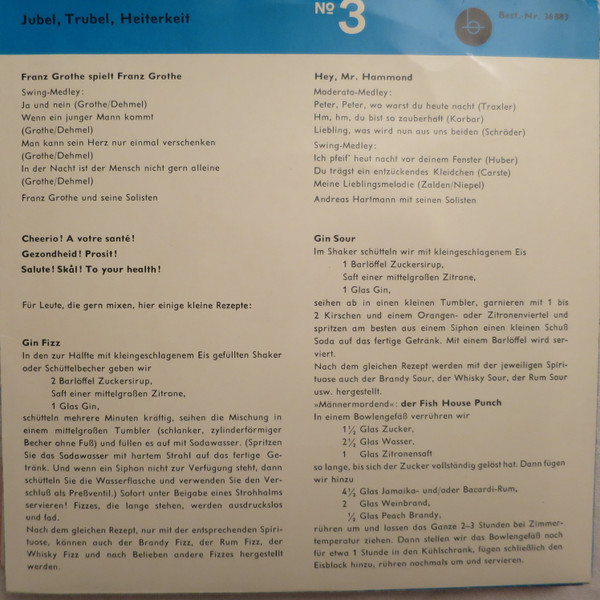 Jubel, Trubel, Heiterkeit
№ 3
Best.-Nr. 36 882
Franz Grothe spielt Franz Grothe
Swing-Medley:
Ja und nein (Grothe/Dehmel)
Wenn ein junger Mann kommt
(Grothe/Dehmel)
Man kann sein Herz nur einmal verschenken
(Grothe/Dehmel)
In der Nacht ist der Mensch nicht gern alleine
(Grothe/Dehmel)
Franz Grothe und seine Solisten
Cheerio! A votre santé!
Gezondheid! Prosit!
Salute! Skål! To your health!
Für Leute, die gern mixen, hier einige kleine Rezepte:
Gin Fizz
In den zur Hälfte mit kleingeschlagenem Eis gefüllten Shaker
oder Schüttelbecher geben wir
2 Barlöffel Zuckersirup,
Saft einer mittelgroßen Zitrone,
1 Glas Gin,
schütteln mehrere Minuten kräftig, seihen die Mischung in
einem mittelgroßen Tumbler (schlanker, zylinderförmiger
Becher ohne Fuß) und füllen es auf mit Sodawasser. (Spritzen
Sie das Sodawasser mit hartem Strahl auf das fertige Ge-
tränk. Und wenn ein Siphon nicht zur Verfügung steht, dann
schütteln Sie die Wasserflasche und verwenden Sie den Ver-
schluß als Preßventil.) Sofort unter Beigabe eines Strohhalms
servieren! Fizzes, die lange stehen, werden ausdruckslos
und fad.
Nach dem gleichen Rezept, nur mit der entsprechenden Spiri-
tuose, können auch der Brandy Fizz, der Rum Fizz, der
Whisky Fizz und nach Belieben andere Fizzes hergestellt
werden.
Hey, Mr. Hammond
Moderato-Medley:
Peter, Peter, wo warst du heute nacht (Traxler)
Hm, hm, du bist so zauberhaft (Korbar)
Liebling, was wird nun aus uns beiden (Schröder)
Swing-Medley:
Ich pfeif' heut nacht vor deinem Fenster (Huber)
Du trägst ein entzückendes Kleidchen (Carste)
Meine Lieblingsmelodie (Zalden/Niepel)
Andreas Hartmann mit seinen Solisten
Gin Sour
Im Shaker schütteln wir mit kleingeschlagenem Eis
1 Barlöffel Zuckersirup,
Saft einer mittelgroßen Zitrone,
1 Glas Gin,
seihen ab in einen kleinen Tumbler, garnieren mit 1 bis
2 Kirschen und einem Orangen- oder Zitronenviertel und
spritzen am besten aus einem Siphon einen kleinen Schuß
Soda auf das fertige Getränk. Mit einem Barlöffel wird ser-
viert.
Nach dem gleichen Rezept werden mit der jeweiligen Spiri-
tuose auch der Brandy Sour, der Whisky Sour, der Rum Sour
usw. hergestellt.
»Männermordend«: der Fish House Punch
In einem Bowlengefäß verrühren wir
1½ Glas Zucker,
2½ Glas Wasser,
1 Glas Zitronensaft
so lange, bis sich der Zucker vollständig gelöst hat. Dann fügen
wir hinzu
4½ Glas Jamaika- und/oder Bacardi-Rum,
2 Glas Weinbrand,
½ Glas Peach Brandy,
rühren um und lassen das Ganze 2–3 Stunden bei Zimmer-
temperatur ziehen. Dann stellen wir das Bowlengefäß noch
für etwa 1 Stunde in den Kühlschrank, fügen schließlich den
Eisblock hinzu, rühren nochmals um und servieren.